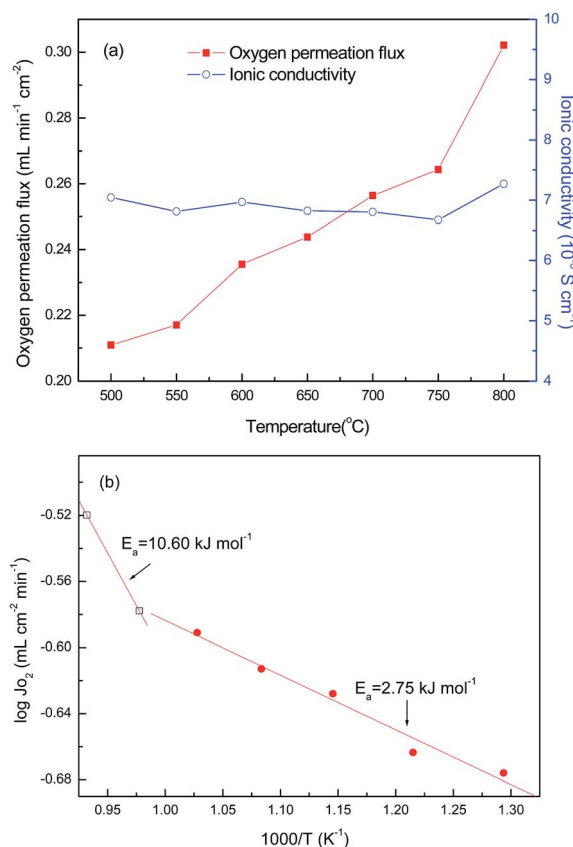 (a)
Oxygen permeation flux
Ionic conductivity
Oxygen permeation flux (mL min⁻¹ cm⁻²)
0.30
0.28
0.26
0.24
0.22
0.20
10
9
8
7
6
5
4
500 550 600 650 700 750 800
Temperature(°C)
(b)
Eₐ=10.60 kJ mol⁻¹
Eₐ=2.75 kJ mol⁻¹
log Jo₂ (mL cm⁻² min⁻¹)
-0.52
-0.56
-0.60
-0.64
-0.68
0.95 1.00 1.05 1.10 1.15 1.20 1.25 1.30
1000/T (K⁻¹)
Ionic conductivity